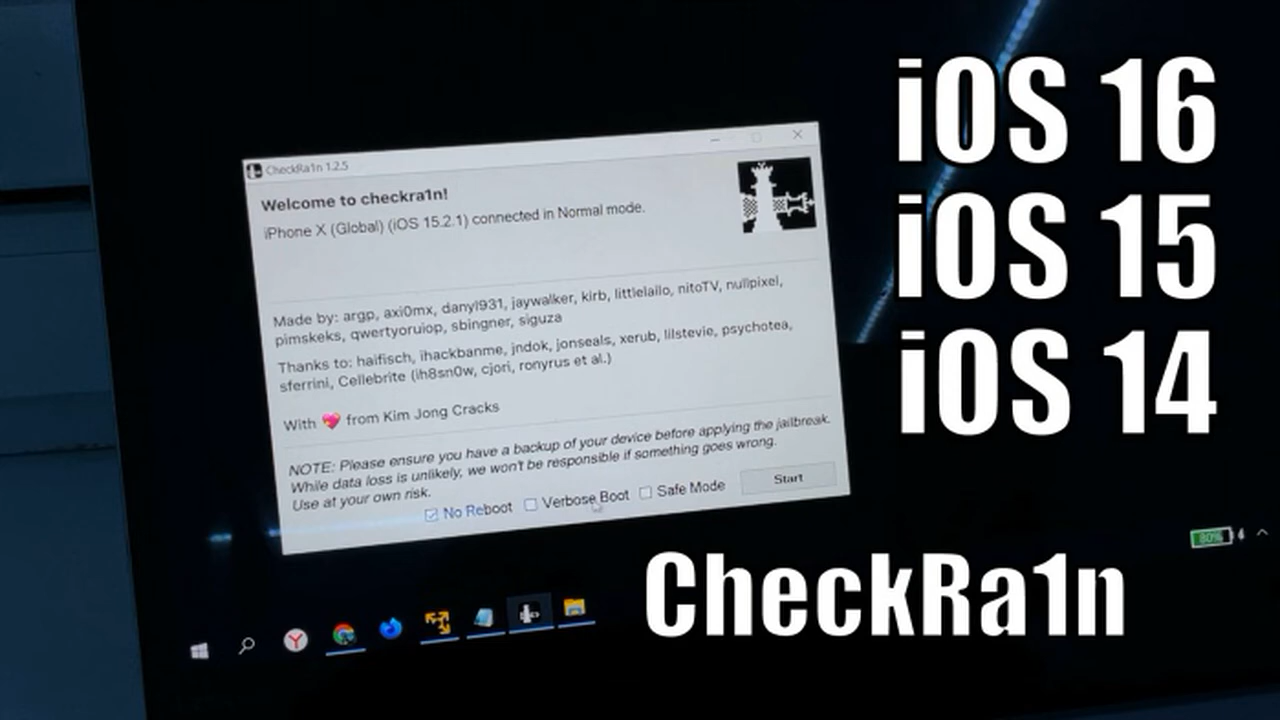 CheckRa1n 1.2.5
Welcome to checkra1n!
iPhone X (Global) (iOS 15.2.1) connected in Normal mode.
Made by: argp, axi0mx, danyl931, jaywalker, kirb, littlelailo, nitoTV, nullpixel,
pimskeks, qwertyoruiop, sbingner, siguza
Thanks to: haifisch, ihackbanme, jndok, jonseals, xerub, lilstevie, psychotea,
sferrini, Cellebrite (ih8sn0w, cjori, ronyrus et al.)
With 💖 from Kim Jong Cracks
NOTE: Please ensure you have a backup of your device before applying the jailbreak.
While data loss is unlikely, we won't be responsible if something goes wrong.
Use at your own risk.
No Reboot Verbose Boot Safe Mode Start
iOS 16
iOS 15
iOS 14
80%
CheckRa1n